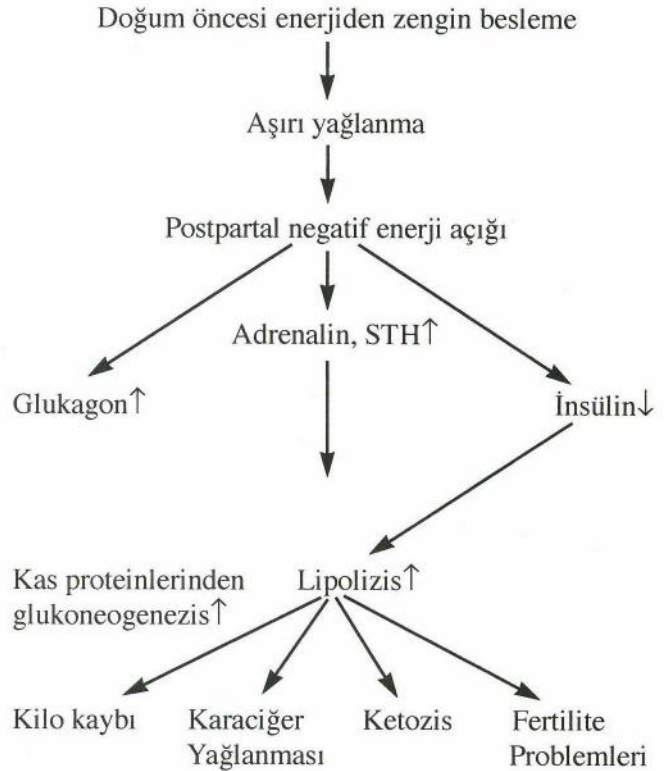 Doğum öncesi enerjiden zengin besleme
Aşırı yağlanma
Postpartal negatif enerji açığı
Adrenalin, STH↑
Glukagon↑
İnsülin↓
Kas proteinlerinden
glukoneogenezis↑
Lipolizis↑
Kilo kaybı
Karaciğer
Yağlanması
Ketozis
Fertilite
Problemleri